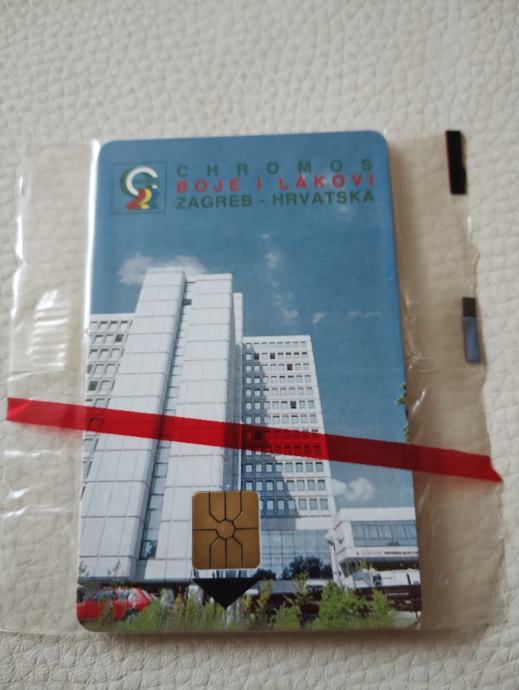 CHROMOS
BOJE I LAKOVI
ZAGREB - HRVATSKA